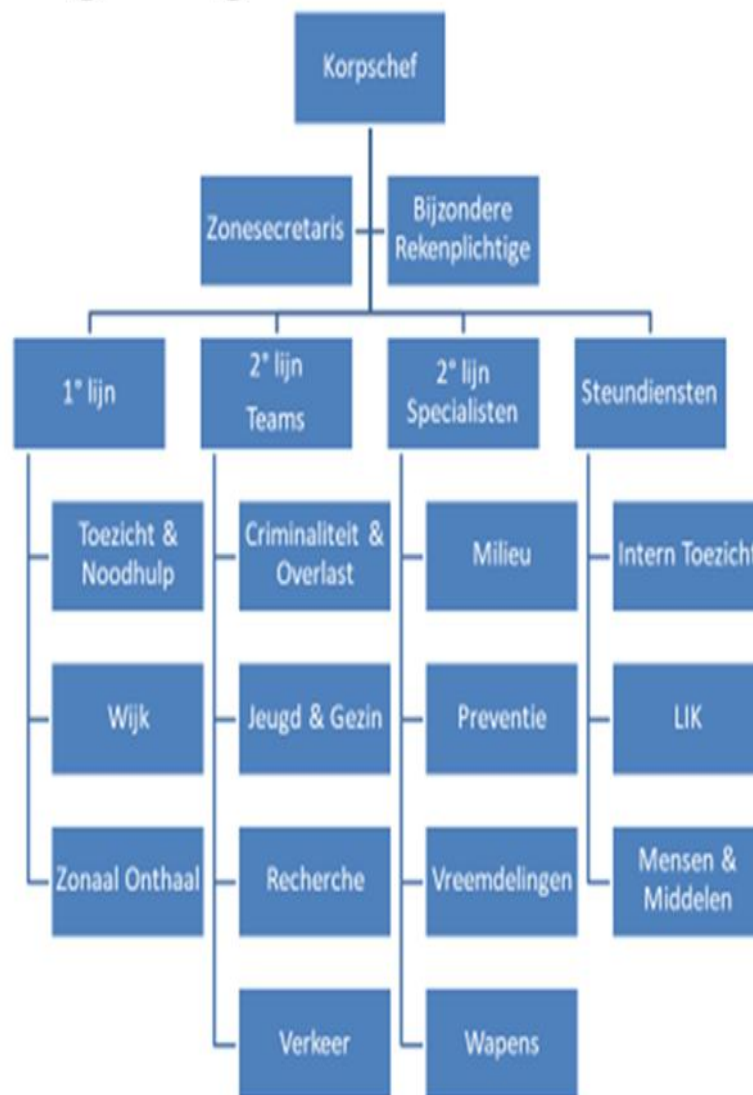 Korpschef
Zonesecretaris
Bijzondere
Rekenplichtige
1° lijn
2° lijn
Teams
2° lijn
Specialisten
Steundiensten
Toezicht &
Noodhulp
Wijk
Zonaal Onthaal
Criminaliteit &
Overlast
Jeugd & Gezin
Recherche
Verkeer
Milieu
Preventie
Vreemdelingen
Wapens
Intern Toezicht
LIK
Mensen &
Middelen